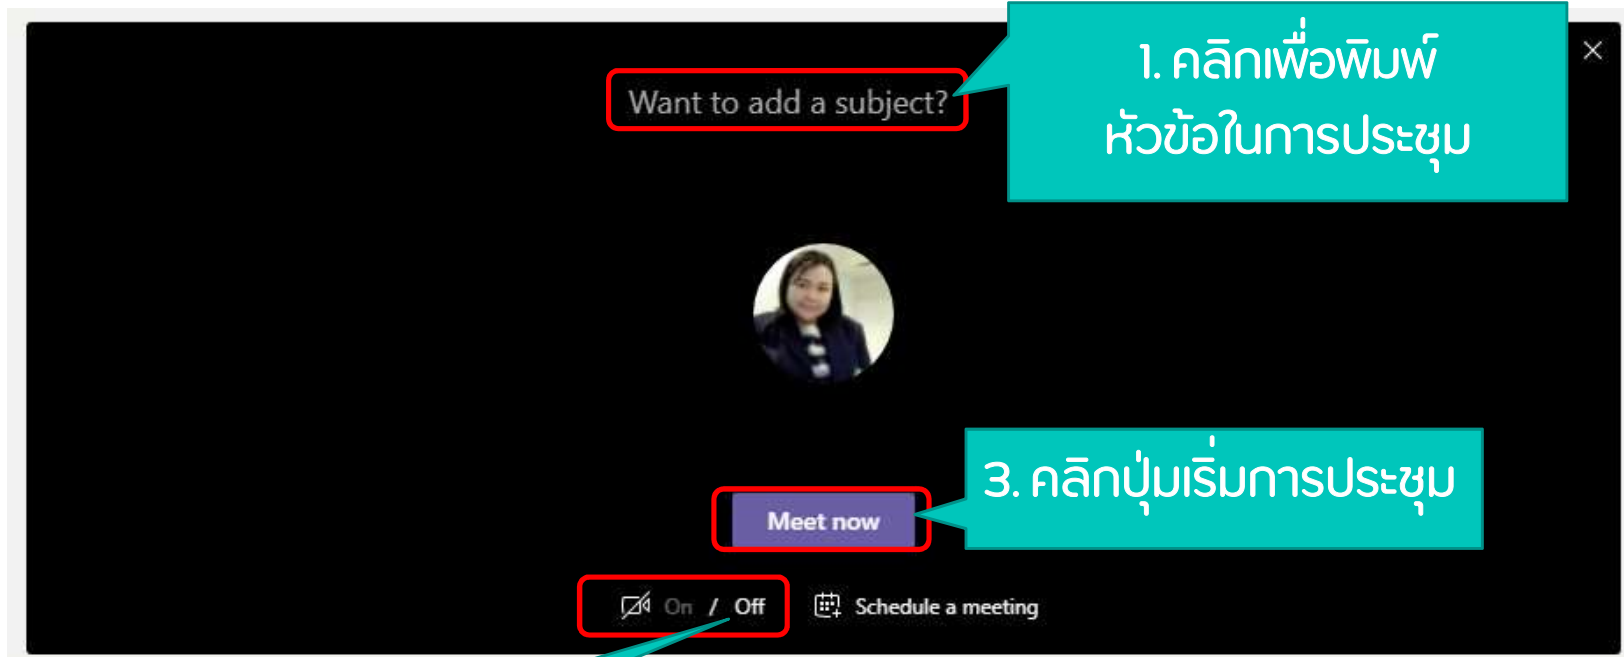 1. คลิกเพื่อพิมพ์
หัวข้อในการประชุม
Want to add a subject?
3. คลิกปุ่มเริ่มการประชุม
Meet now
On / Off
Schedule a meeting